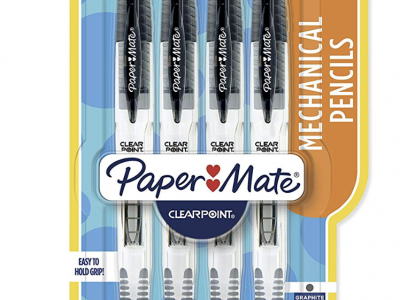 Paper Mate
Paper Mate
Paper Mate
Paper Mate
MECHANICAL
PENCILS
CLEAR
POINT
CLEAR
POINT
CLEAR
POINT
CLEAR
POINT
Paper Mate®
CLEARPOINT®
EASY TO
HOLD GRIP!
GRAPHITE